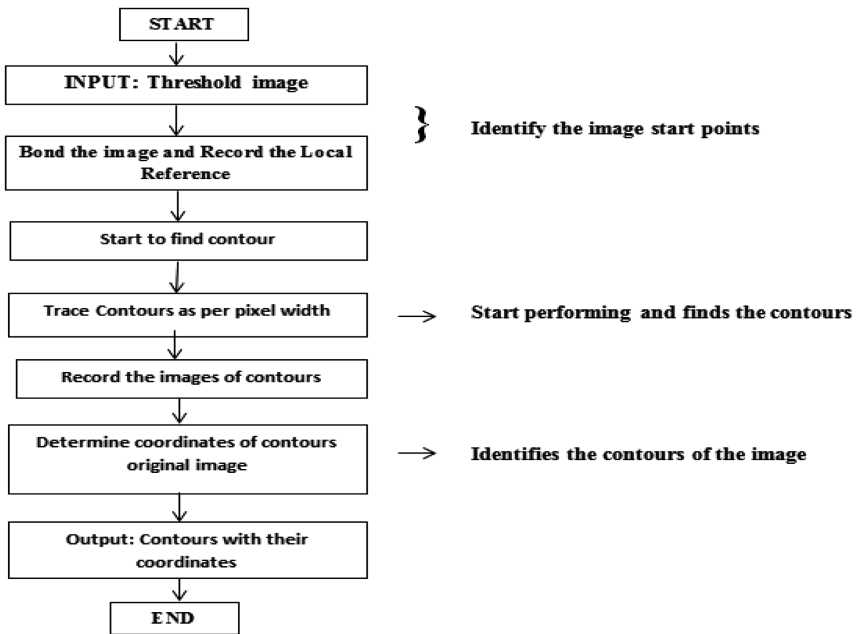 START
INPUT: Threshold image
}
Identify the image start points
Bond the image and Record the Local
Reference
Start to find contour
Trace Contours as per pixel width
Start performing and finds the contours
Record the images of contours
Determine coordinates of contours
original image
Identifies the contours of the image
Output: Contours with their
coordinates
END